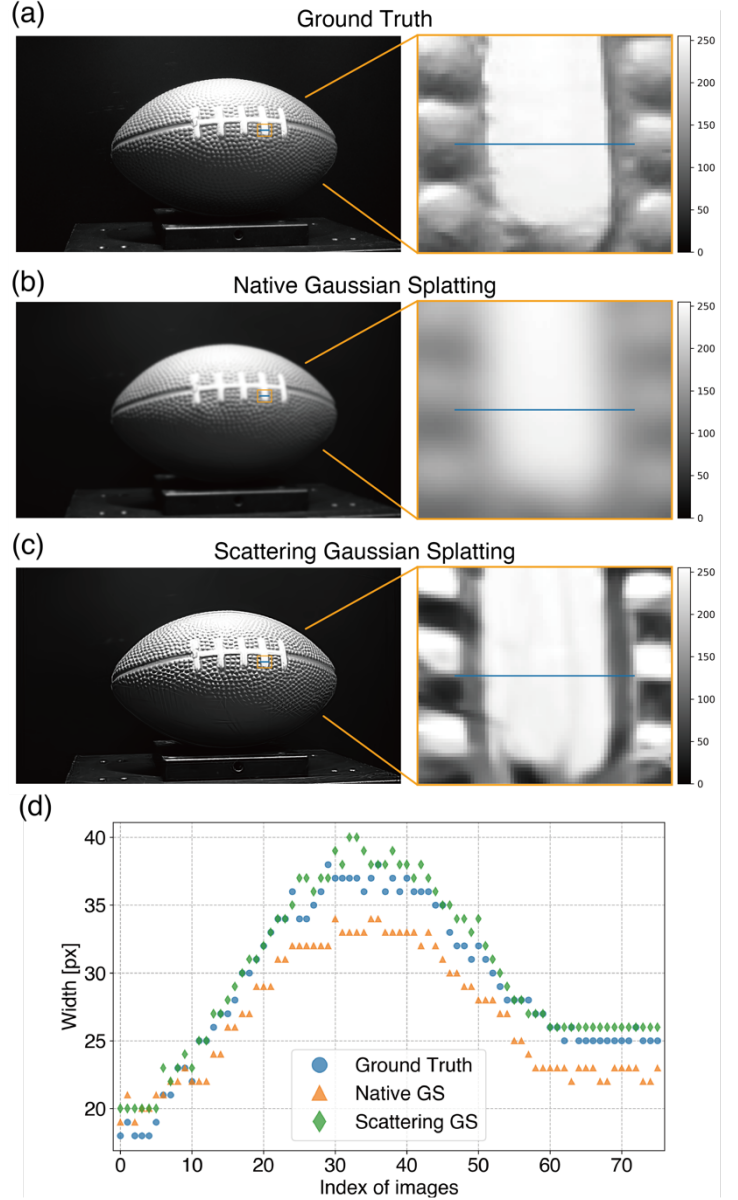 (a)
Ground Truth
250
200
150
100
50
0
(b)
Native Gaussian Splatting
250
200
150
100
50
0
(c)
Scattering Gaussian Splatting
250
200
150
100
50
0
(d)
40
35
30
25
20
Width [px]
Ground Truth
Native GS
Scattering GS
0 10 20 30 40 50 60 70
Index of images